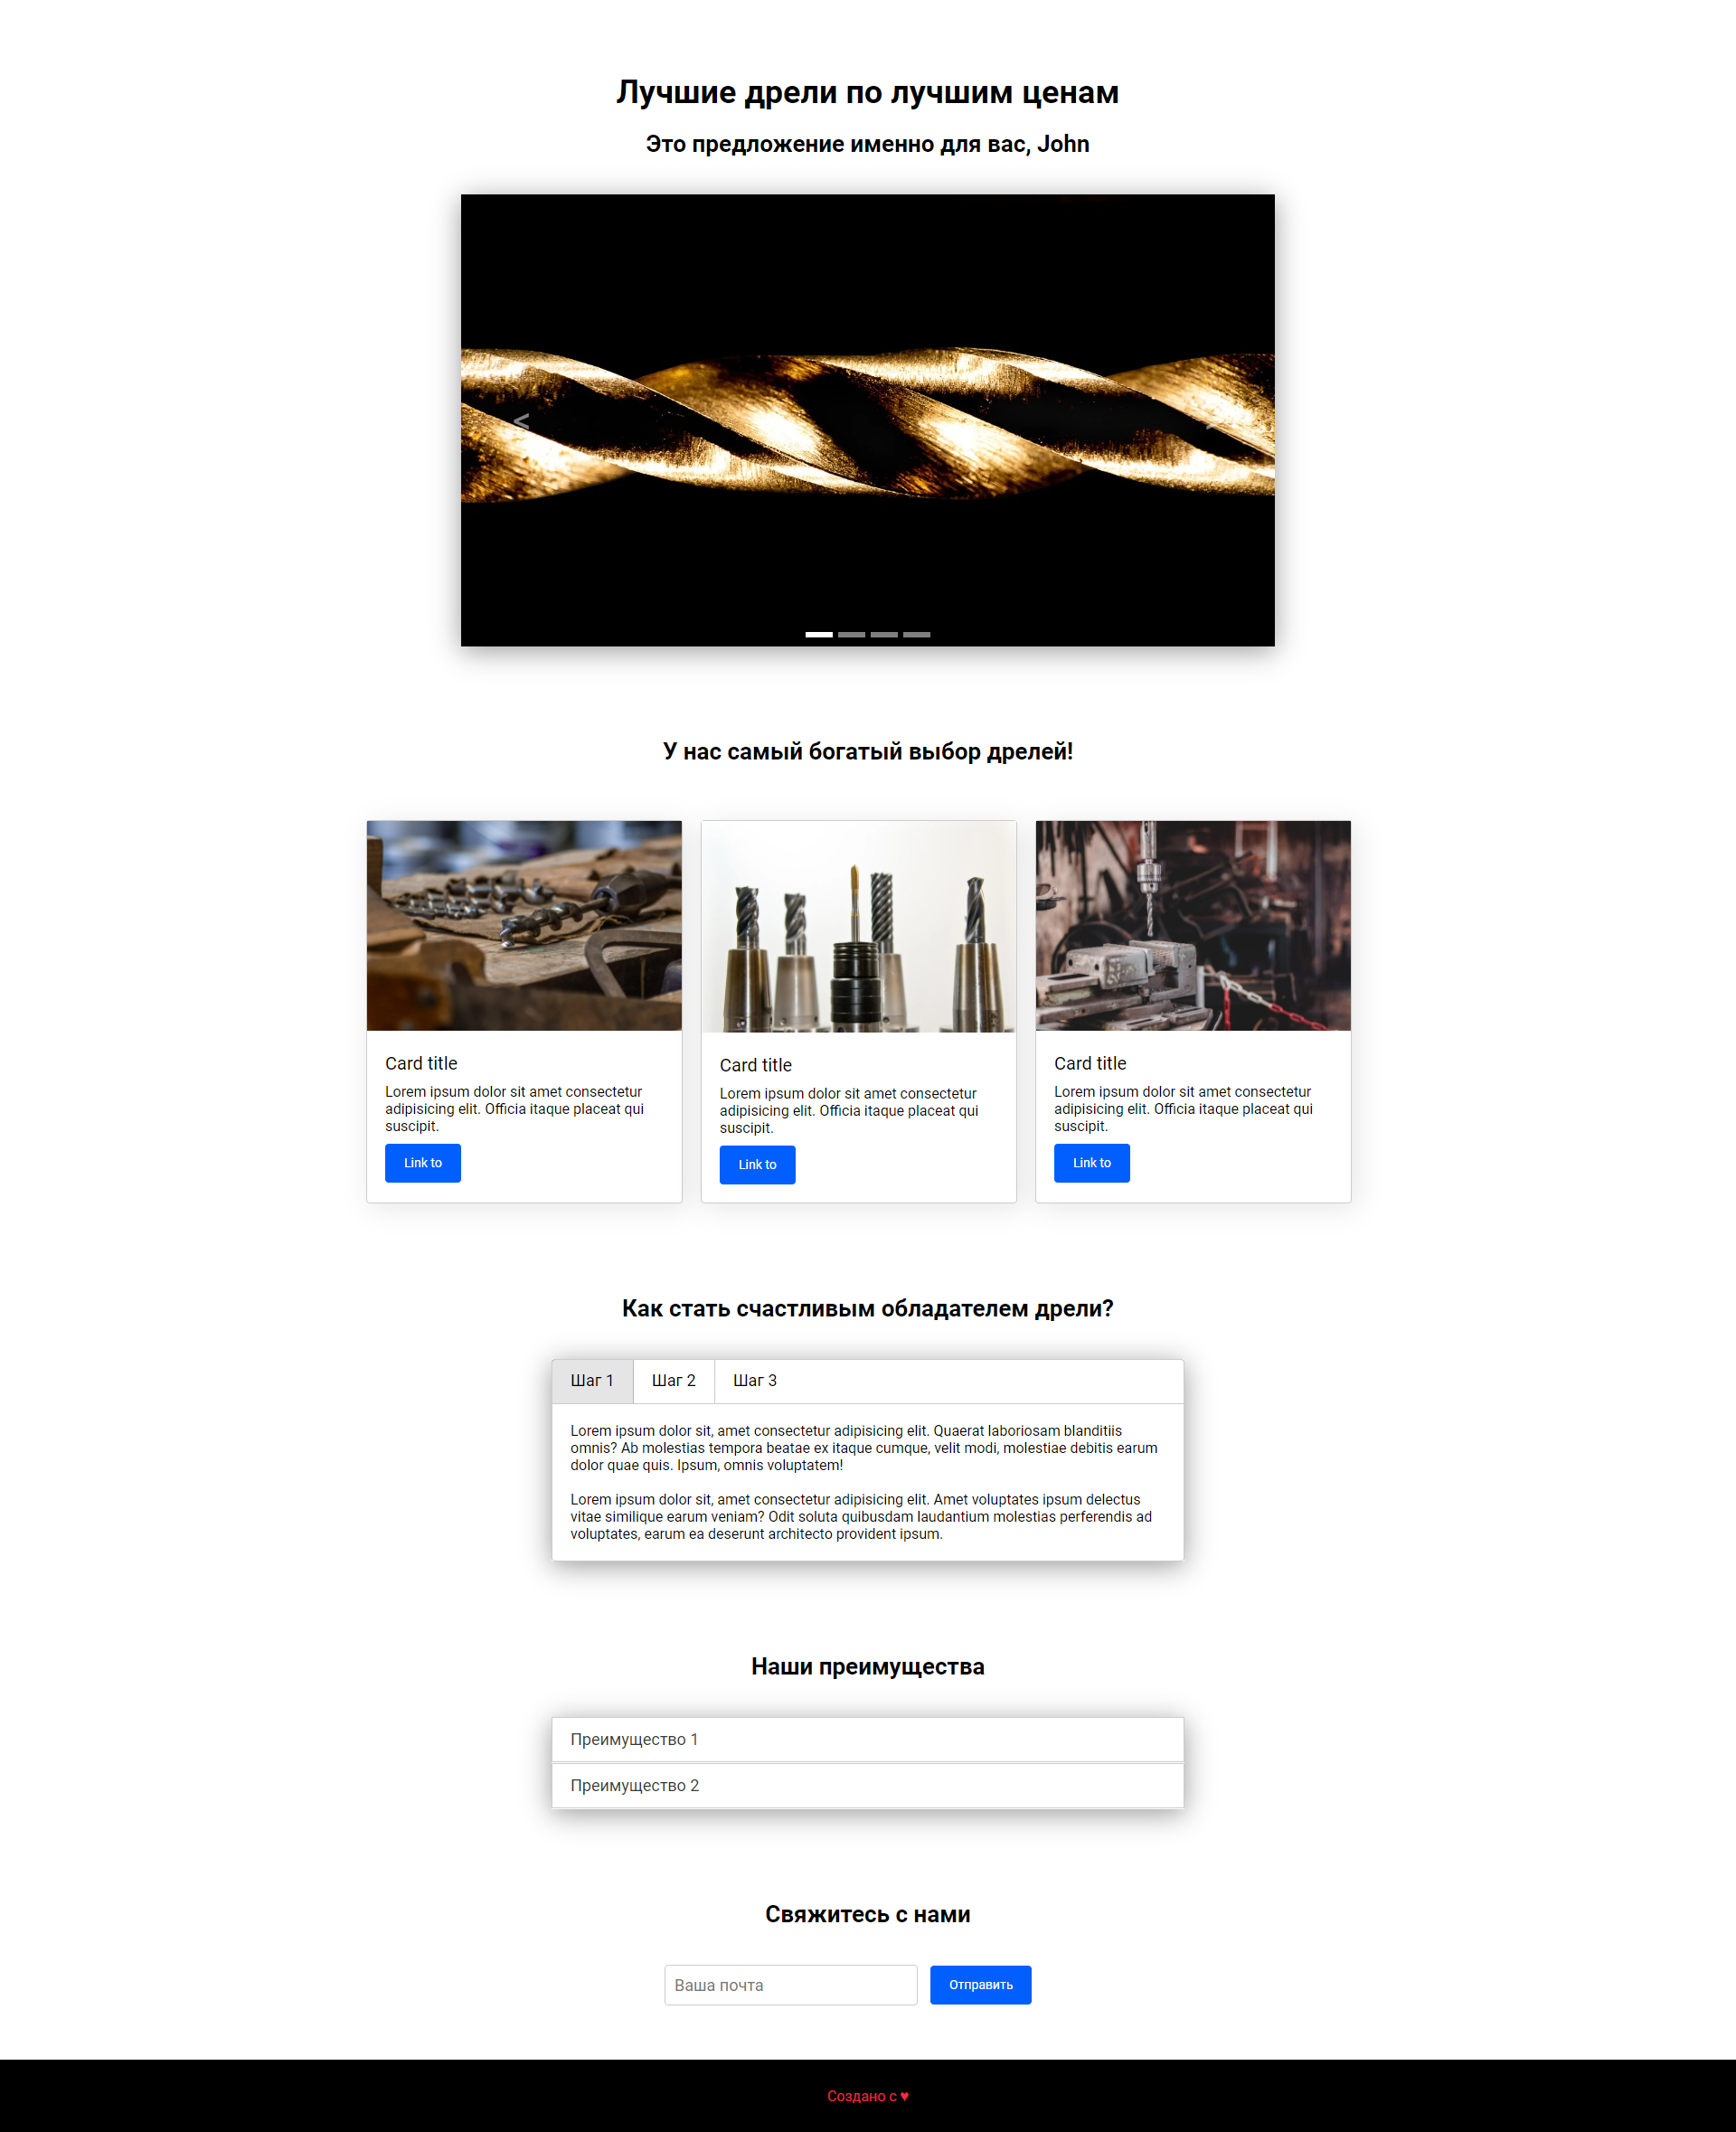 Лучшие дрели по лучшим ценам
Это предложение именно для вас, John
<
>
У нас самый богатый выбор дрелей!
Card title
Lorem ipsum dolor sit amet consectetur
adipisicing elit. Officia itaque placeat qui
suscipit.
Link to
Card title
Lorem ipsum dolor sit amet consectetur
adipisicing elit. Officia itaque placeat qui
suscipit.
Link to
Card title
Lorem ipsum dolor sit amet consectetur
adipisicing elit. Officia itaque placeat qui
suscipit.
Link to
Как стать счастливым обладателем дрели?
Шаг 1 Шаг 2 Шаг 3
Lorem ipsum dolor sit, amet consectetur adipisicing elit. Quaerat laboriosam blanditiis
omnis? Ab molestias tempora beatae ex itaque cumque, velit modi, molestiae debitis earum
dolor quae quis. Ipsum, omnis voluptatem!
Lorem ipsum dolor sit, amet consectetur adipisicing elit. Amet voluptates ipsum delectus
vitae similique earum veniam? Odit soluta quibusdam laudantium molestias perferendis ad
voluptates, earum ea deserunt architecto provident ipsum.
Наши преимущества
Преимущество 1
Преимущество 2
Свяжитесь с нами
Ваша почта Отправить
Создано с ♥